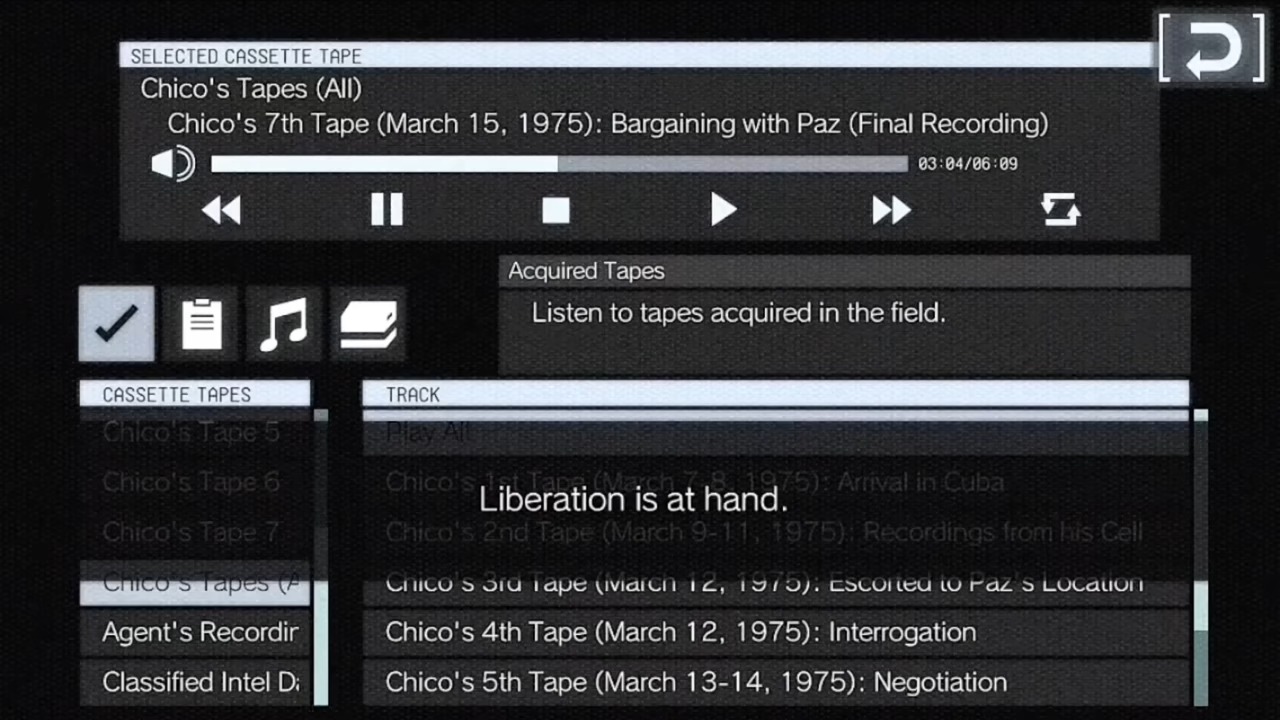 SELECTED CASSETTE TAPE
Chico's Tapes (All)
Chico's 7th Tape (March 15, 1975): Bargaining with Paz (Final Recording)
03:04/06:09
Acquired Tapes
Listen to tapes acquired in the field.
CASSETTE TAPES
TRACK
Chico's Tape 5
Play All
Chico's Tape 6
Chico's 1st Tape (March 7-8, 1975): Arrival in Cuba
Liberation is at hand.
Chico's Tape 7
Chico's 2nd Tape (March 9-11, 1975): Recordings from his Cell
Chico's Tapes (A
Chico's 3rd Tape (March 12, 1975): Escorted to Paz's Location
Agent's Recordin
Chico's 4th Tape (March 12, 1975): Interrogation
Classified Intel Da
Chico's 5th Tape (March 13-14, 1975): Negotiation